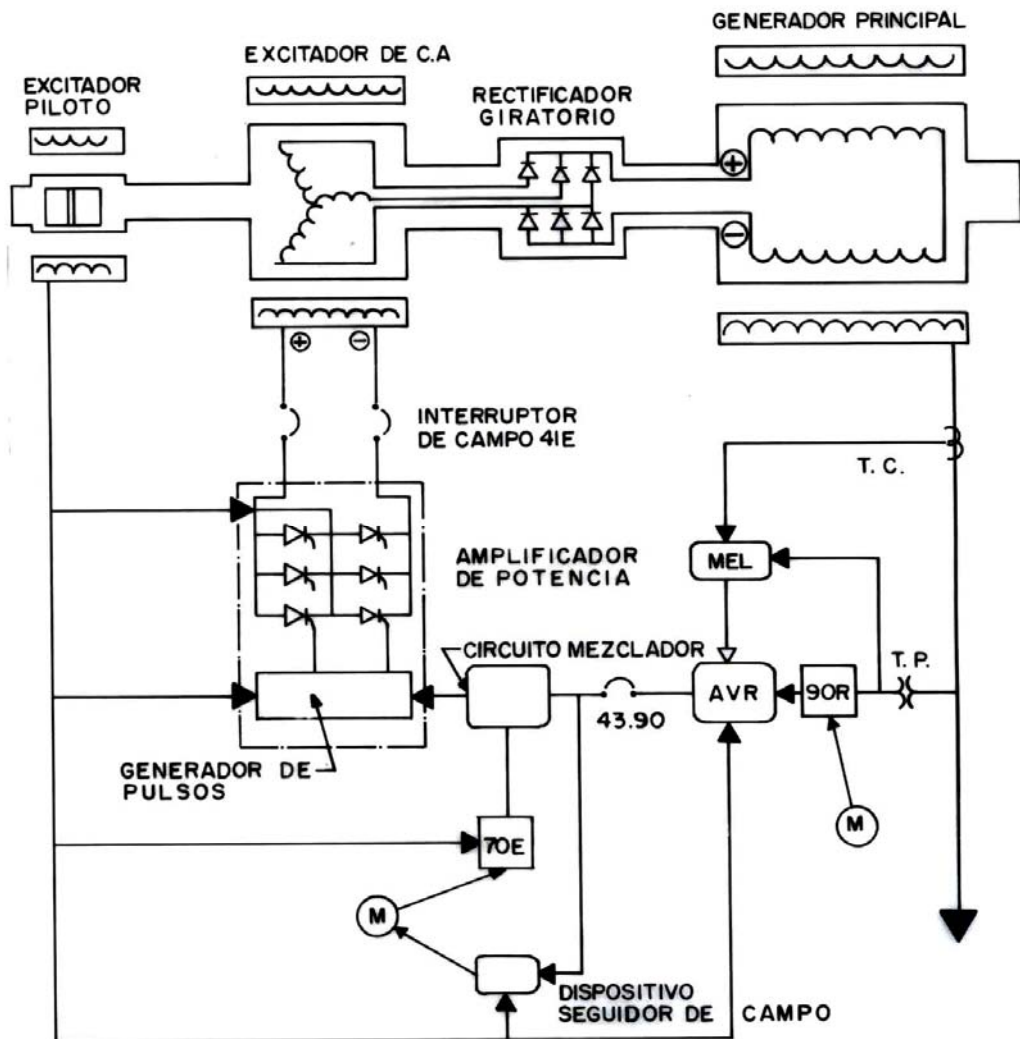 GENERADOR PRINCIPAL
EXCITADOR DE C.A
EXCITADOR
PILOTO
RECTIFICADOR
GIRATORIO
+
−
+ −
INTERRUPTOR
DE CAMPO 41E
T. C.
MEL
AMPLIFICADOR
DE POTENCIA
CIRCUITO MEZCLADOR
T. P.
AVR
90R
43.90
GENERADOR DE
PULSOS
M
70E
M
DISPOSITIVO
SEGUIDOR DE CAMPO